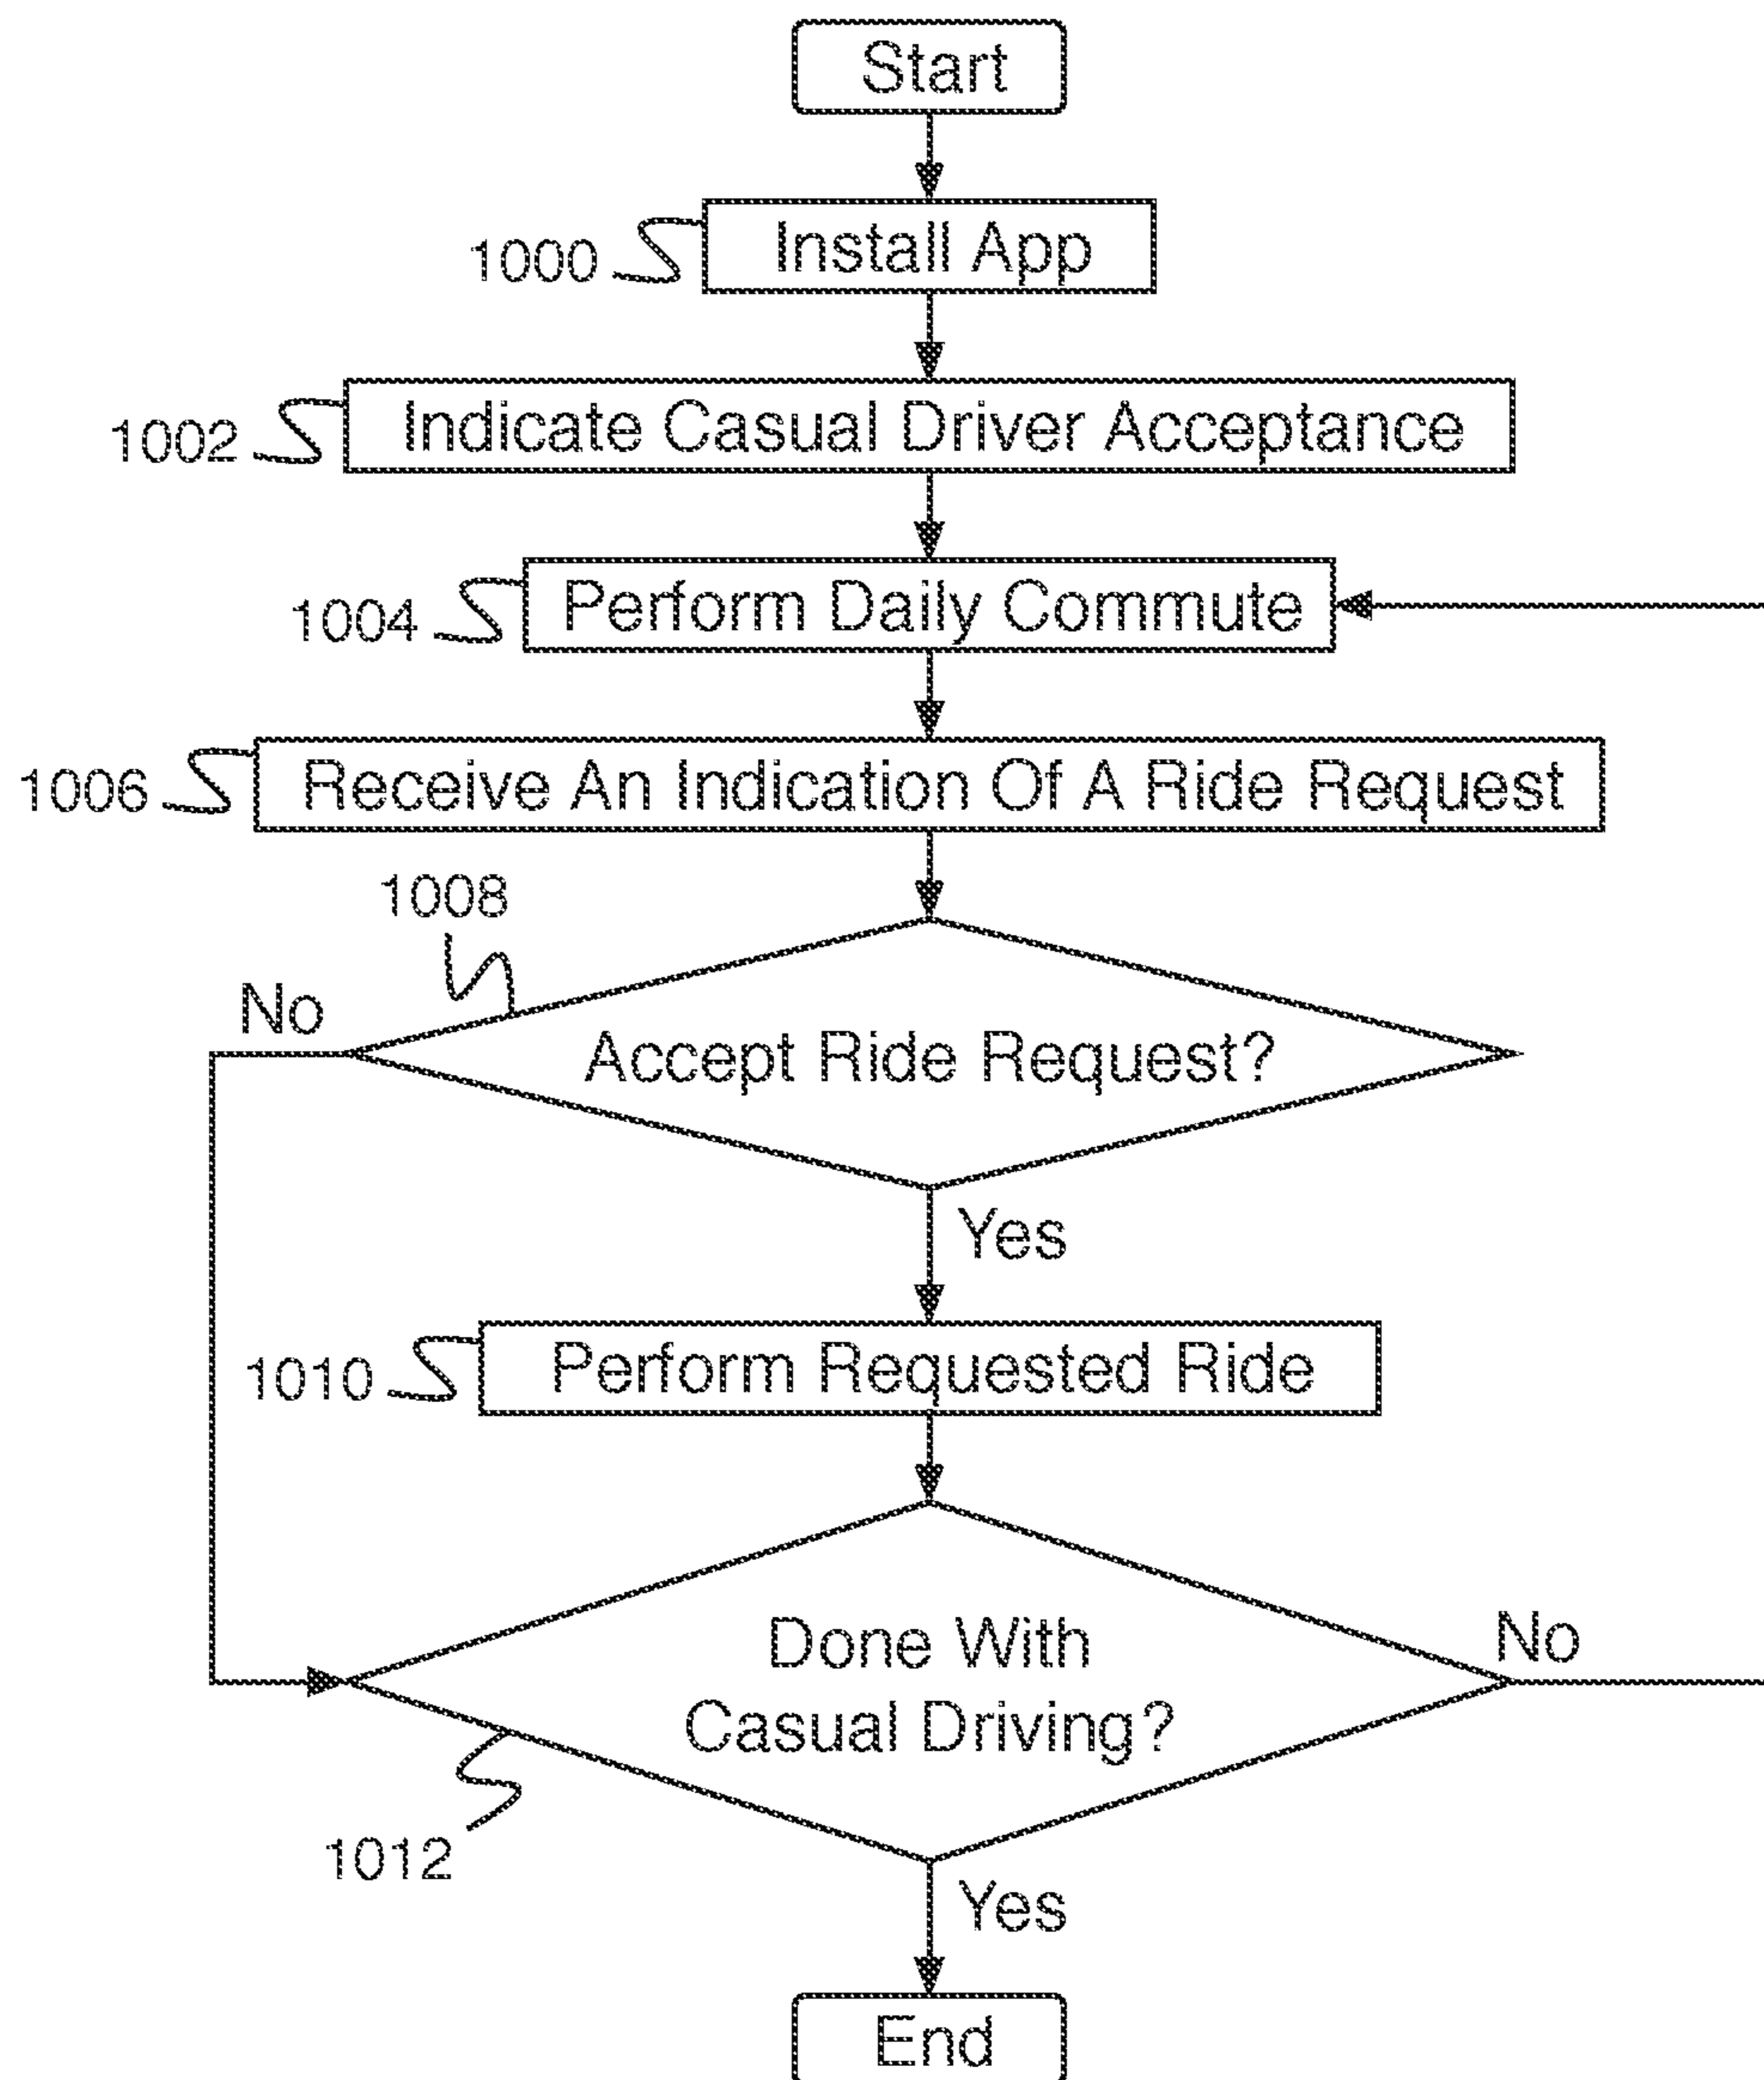 Start
1000
Install App
1002
Indicate Casual Driver Acceptance
1004
Perform Daily Commute
1006
Receive An Indication Of A Ride Request
1008
No
Accept Ride Request?
Yes
1010
Perform Requested Ride
Done With
Casual Driving?
No
1012
Yes
End